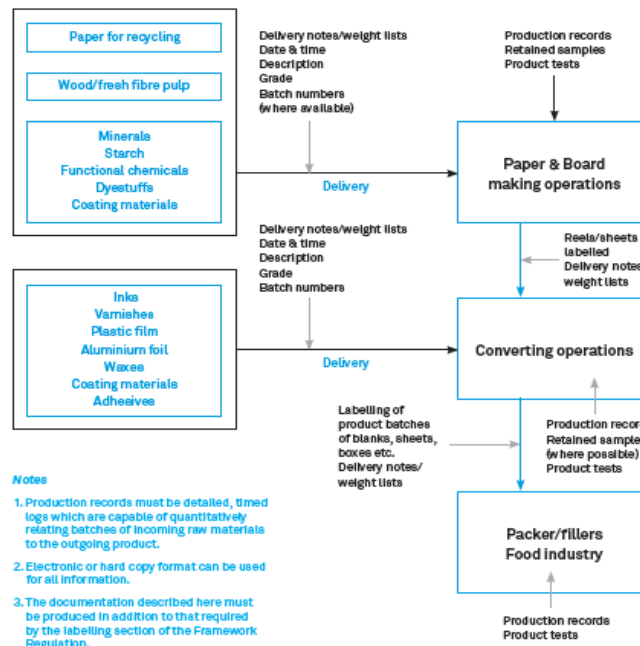 Paper for recycling
Wood/fresh fibre pulp
Minerals
Starch
Functional chemicals
Dyestuffs
Coating materials
Delivery notes/weight lists
Date & time
Description
Grade
Batch numbers
(where available)
Delivery
Production records
Retained samples
Product tests
Paper & Board
making operations
Reels/sheets
labelled
Delivery notes
weight lists
Inks
Varnishes
Plastic film
Aluminium foil
Waxes
Coating materials
Adhesives
Delivery notes/weight lists
Date & time
Description
Grade
Batch numbers
Delivery
Converting operations
Labelling of
product batches
of blanks, sheets,
boxes etc.
Delivery notes/
weight lists
Production record
Retained sample
(where possible)
Product tests
Packer/fillers
Food industry
Production records
Product tests
Notes
1. Production records must be detailed, timed
logs which are capable of quantitatively
relating batches of incoming raw materials
to the outgoing product.
2. Electronic or hard copy format can be used
for all information.
3. The documentation described here must
be produced in addition to that required
by the labelling section of the Framework
Regulation.